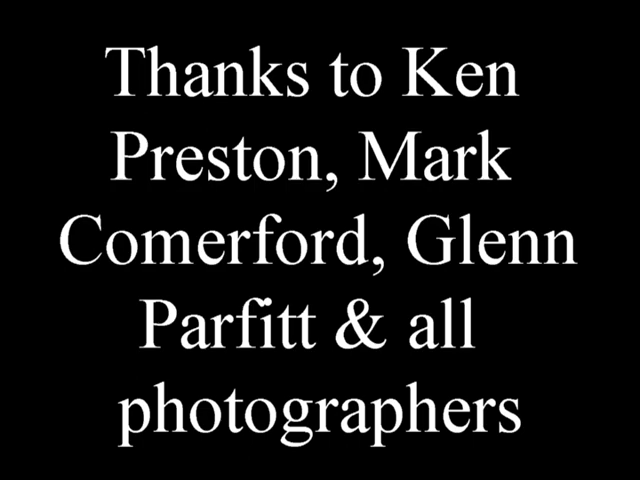 Thanks to Ken
Preston, Mark
Comerford, Glenn
Parfitt & all
photographers